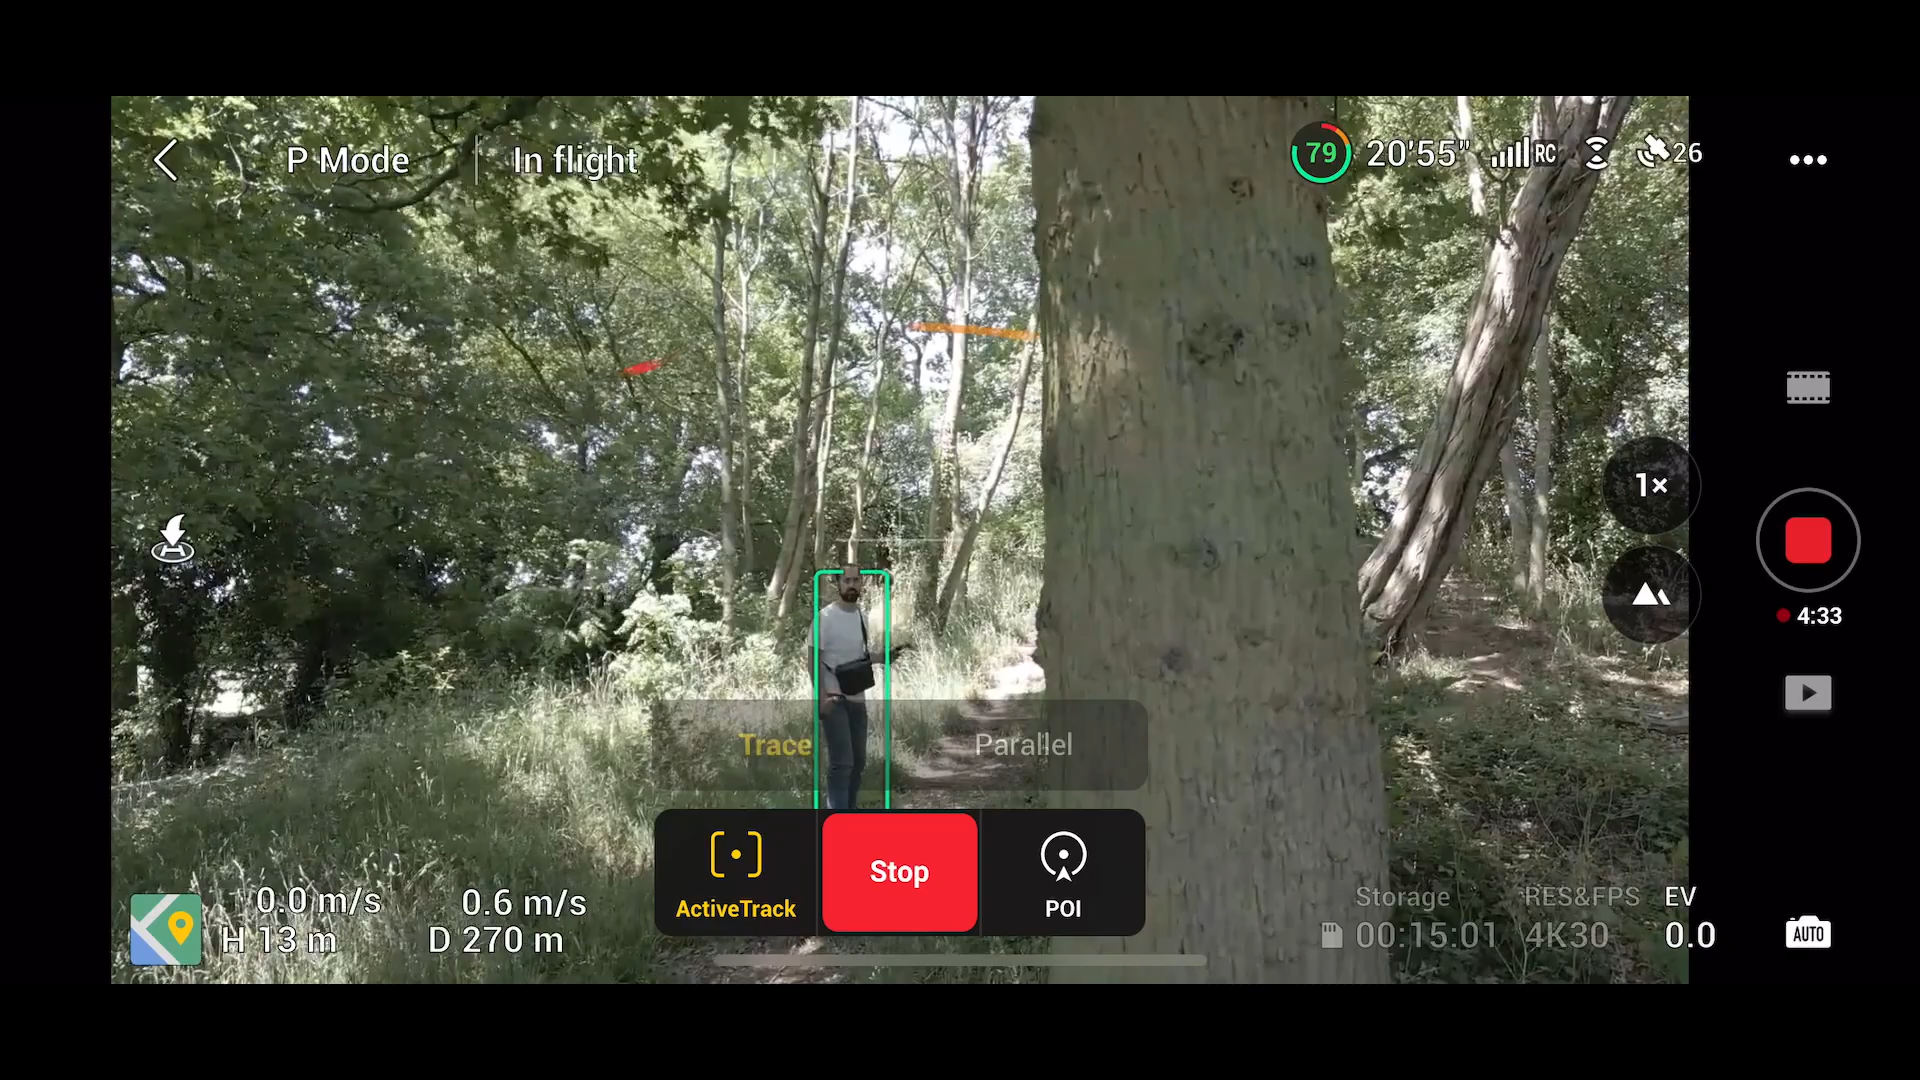 P Mode | In flight
79 20'55" RC 26
1×
4:33
Trace Parallel
ActiveTrack Stop POI
0.0 m/s 0.6 m/s
H 13 m D 270 m
Storage RES&FPS EV
00:15:01 4K30 0.0
AUTO